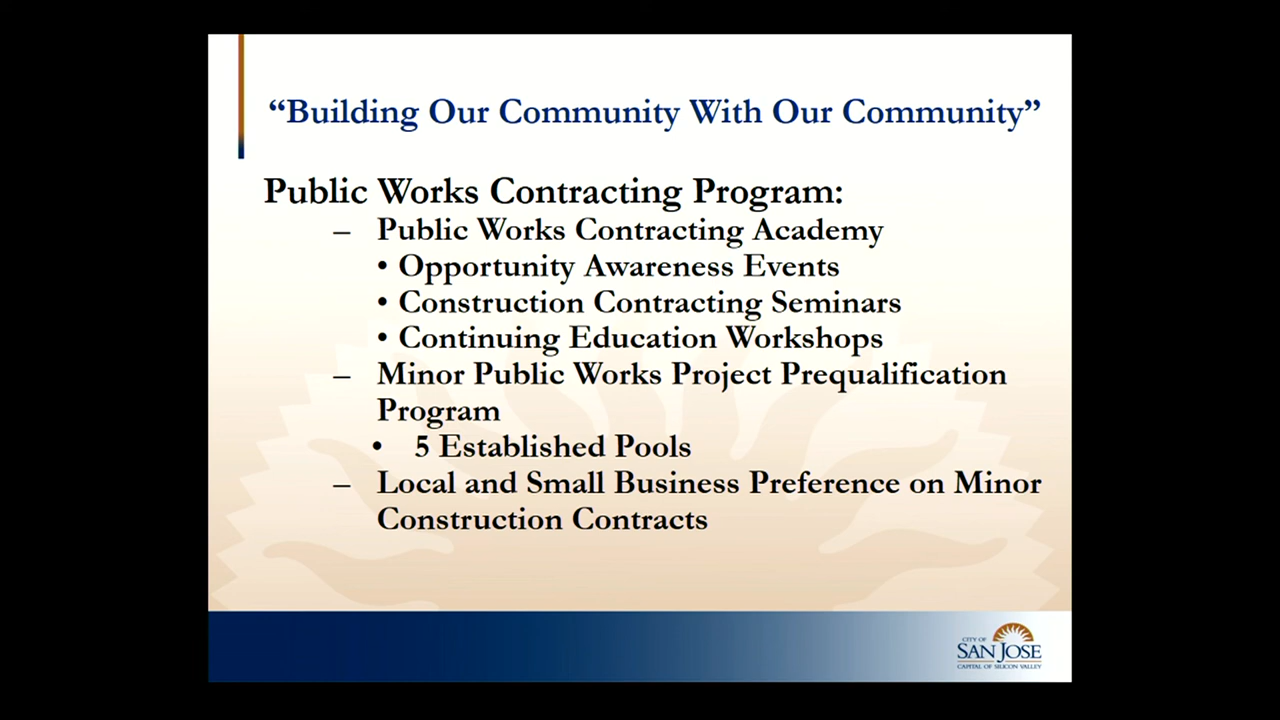 “Building Our Community With Our Community”
Public Works Contracting Program:
– Public Works Contracting Academy
• Opportunity Awareness Events
• Construction Contracting Seminars
• Continuing Education Workshops
– Minor Public Works Project Prequalification
Program
• 5 Established Pools
– Local and Small Business Preference on Minor
Construction Contracts
CITY OF
SAN JOSE
CAPITAL OF SILICON VALLEY